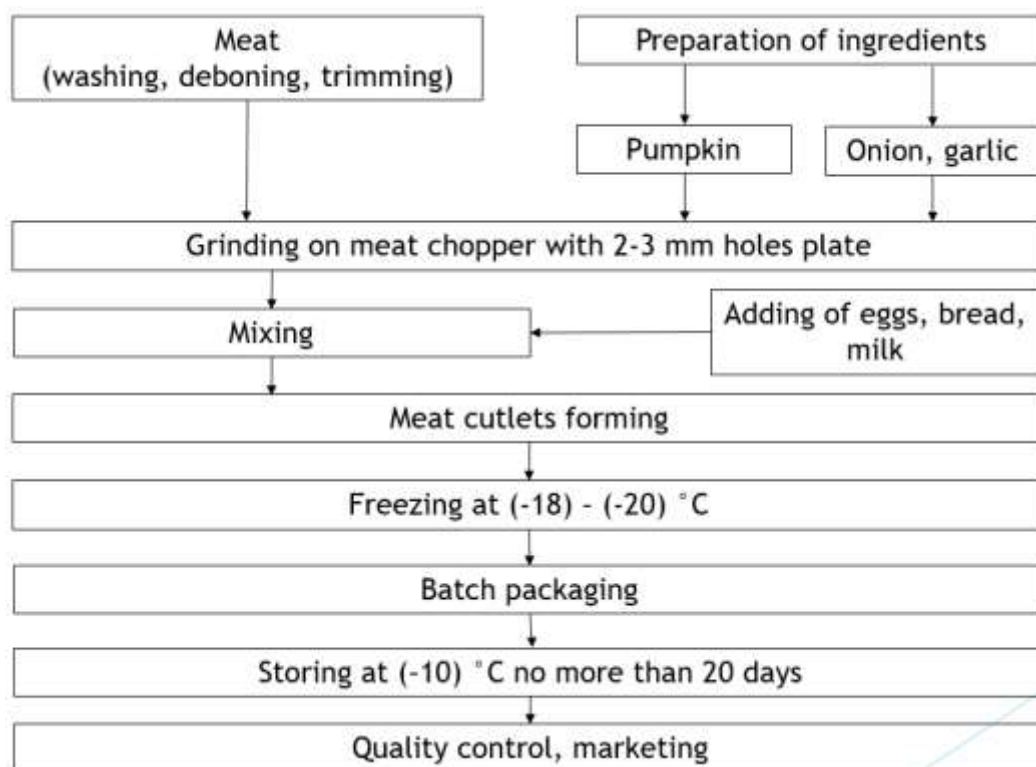 Meat
(washing, deboning, trimming)
Preparation of ingredients
Pumpkin
Onion, garlic
Grinding on meat chopper with 2-3 mm holes plate
Mixing
Adding of eggs, bread,
milk
Meat cutlets forming
Freezing at (-18) - (-20) °C
Batch packaging
Storing at (-10) °C no more than 20 days
Quality control, marketing